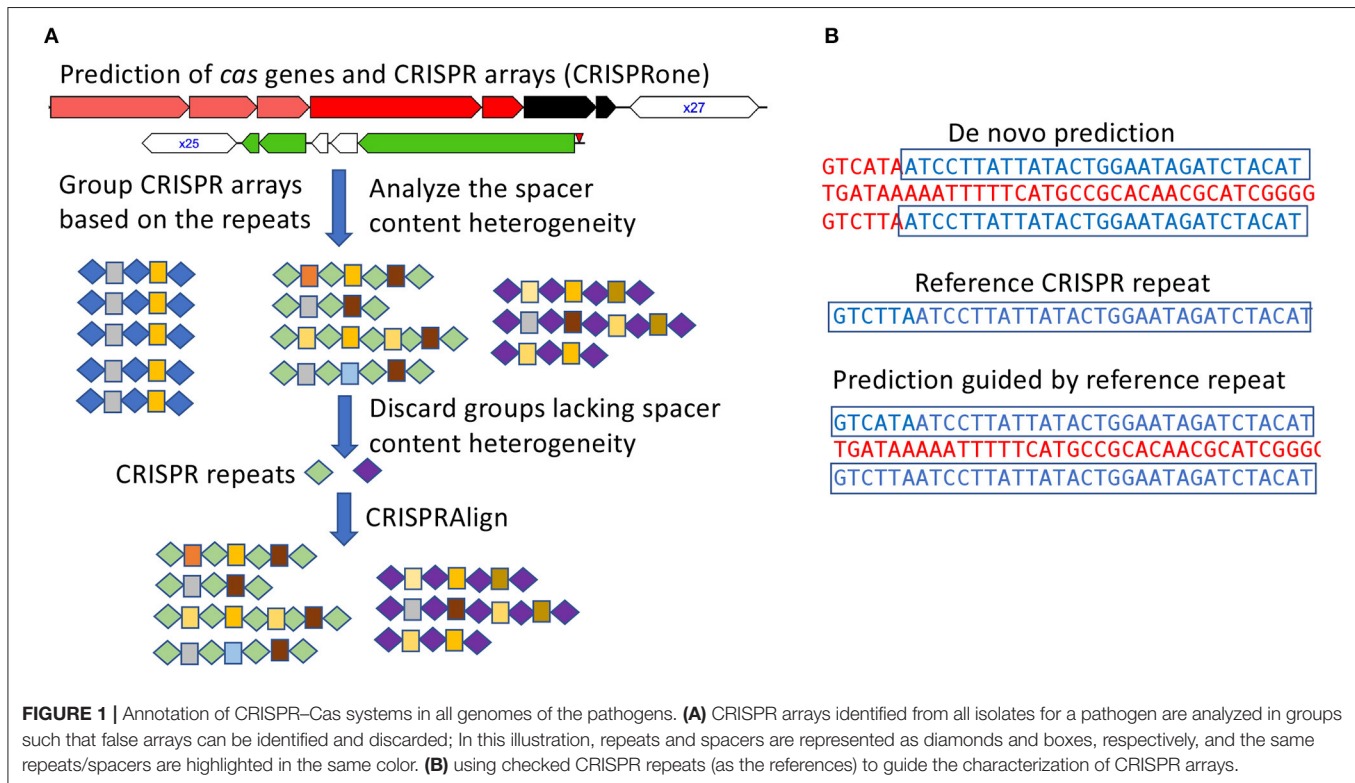 A
Prediction of cas genes and CRISPR arrays (CRISPRone)
x27
x25
Group CRISPR arrays
based on the repeats
Analyze the spacer
content heterogeneity
Discard groups lacking spacer
content heterogeneity
CRISPR repeats
CRISPRAlign
B
De novo prediction
GTCATAATCCTTATTATACTGGAATAGATCTACAT
TGATAAAAATTTTTCATGCCGCACAACGCATCGGGG
GTCTTAATCCTTATTATACTGGAATAGATCTACAT
Reference CRISPR repeat
GTCTTAATCCTTATTATACTGGAATAGATCTACAT
Prediction guided by reference repeat
GTCATAATCCTTATTATACTGGAATAGATCTACAT
TGATAAAAATTTTTCATGCCGCACAACGCATCGGGG
GTCTTAATCCTTATTATACTGGAATAGATCTACAT
FIGURE 1 | Annotation of CRISPR–Cas systems in all genomes of the pathogens. (A) CRISPR arrays identified from all isolates for a pathogen are analyzed in groups
such that false arrays can be identified and discarded; In this illustration, repeats and spacers are represented as diamonds and boxes, respectively, and the same
repeats/spacers are highlighted in the same color. (B) using checked CRISPR repeats (as the references) to guide the characterization of CRISPR arrays.